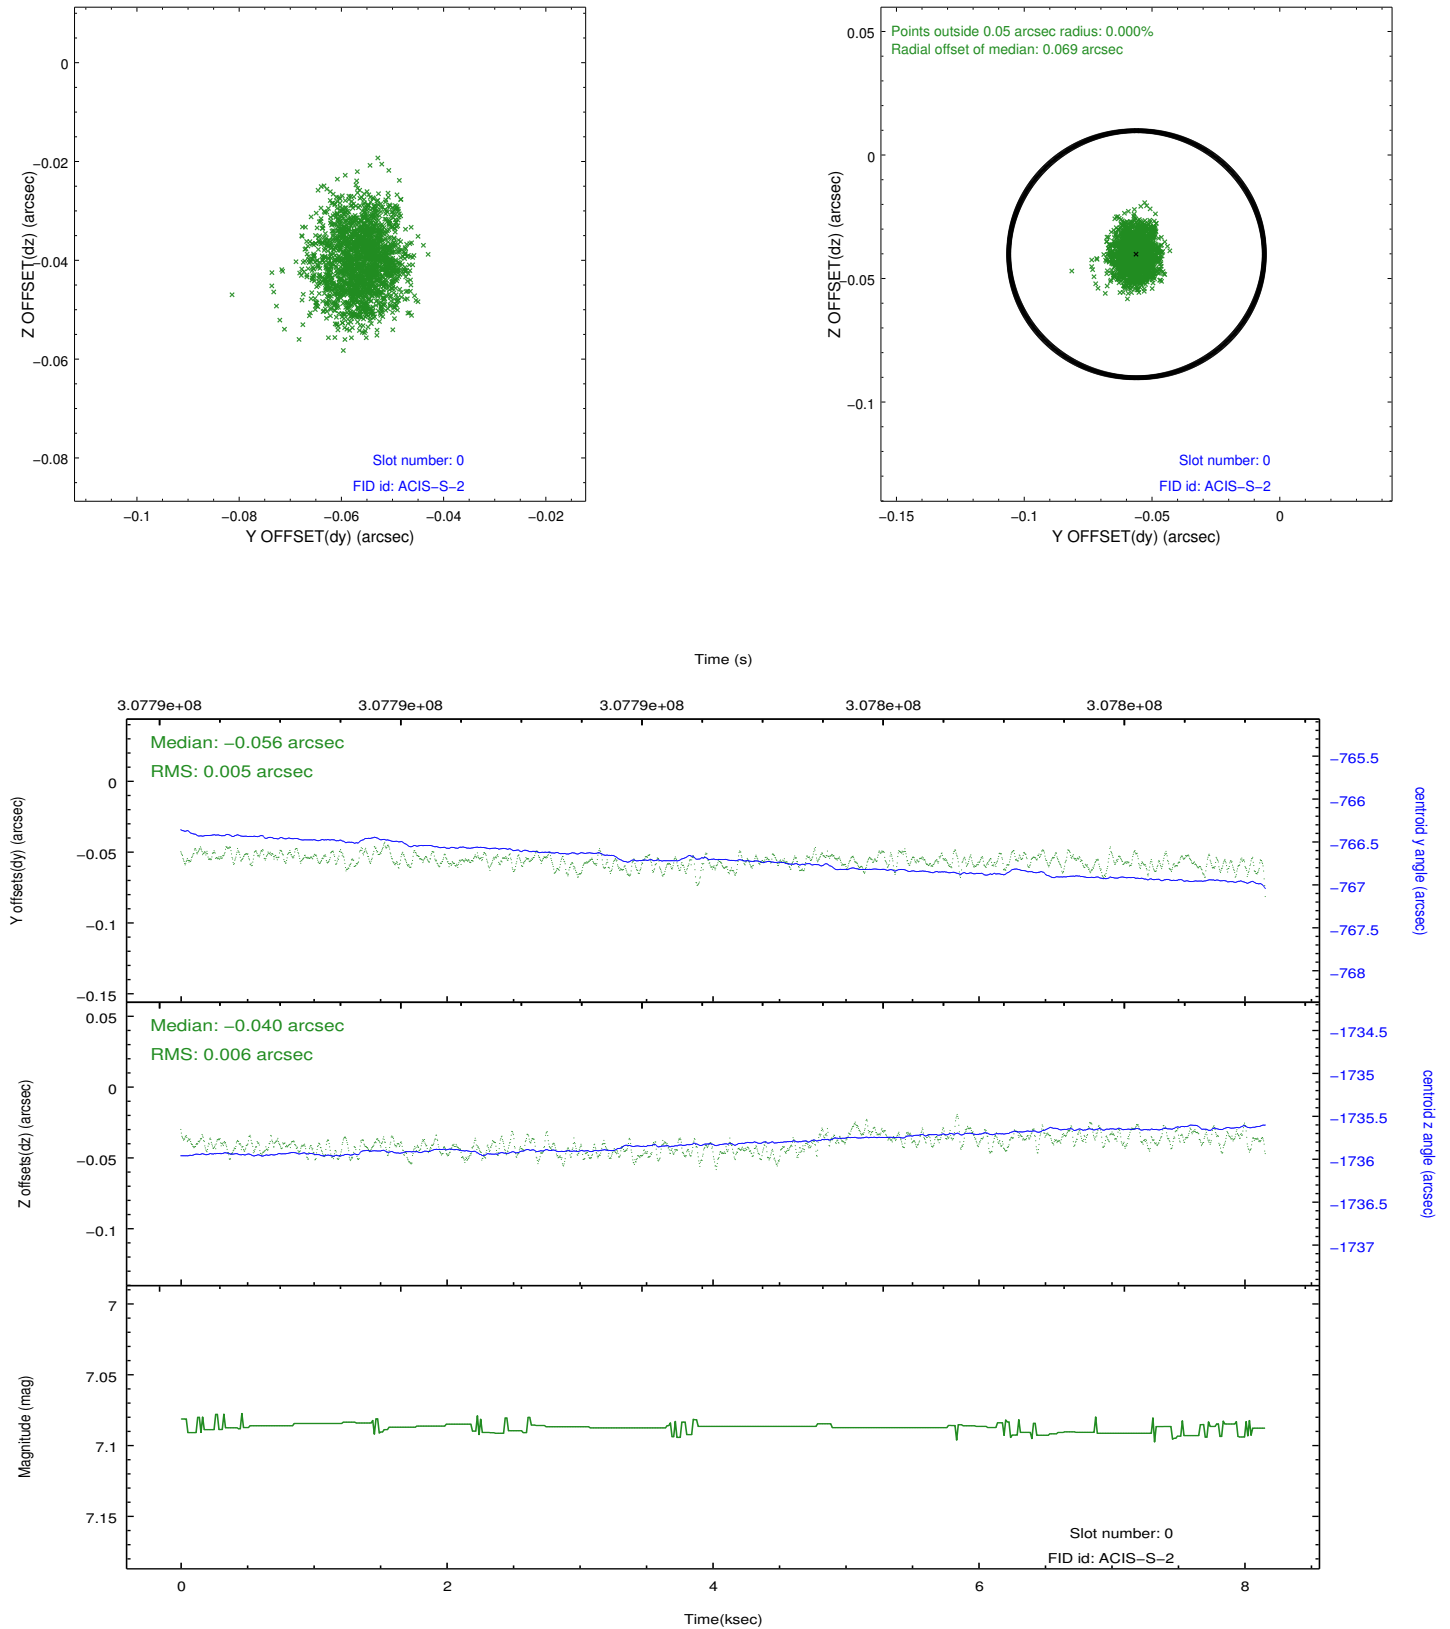 0
−0.02
−0.04
−0.06
−0.08
Z OFFSET(dz) (arcsec)
Slot number: 0
FID id: ACIS−S−2
−0.1
−0.08
−0.06
−0.04
−0.02
Y OFFSET(dy) (arcsec)
Points outside 0.05 arcsec radius: 0.000%
Radial offset of median: 0.069 arcsec
0.05
0
−0.05
−0.1
Z OFFSET(dz) (arcsec)
Slot number: 0
FID id: ACIS−S−2
−0.15
−0.1
−0.05
0
Y OFFSET(dy) (arcsec)
Time (s)
3.0779e+08
3.0779e+08
3.0779e+08
3.078e+08
3.078e+08
Median: −0.056 arcsec
RMS: 0.005 arcsec
0
−0.05
−0.1
−0.15
Y offsets(dy) (arcsec)
−765.5
−766
−766.5
−767
−767.5
−768
centroid y angle (arcsec)
Median: −0.040 arcsec
RMS: 0.006 arcsec
0.05
0
−0.05
−0.1
Z offsets(dz) (arcsec)
−1734.5
−1735
−1735.5
−1736
−1736.5
−1737
centroid z angle (arcsec)
7
7.05
7.1
7.15
Magnitude (mag)
Slot number: 0
FID id: ACIS−S−2
0
2
4
6
8
Time(ksec)